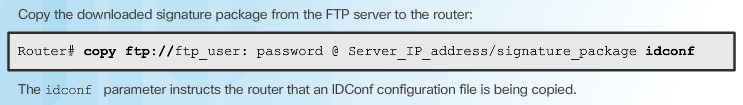 Copy the downloaded signature package from the FTP server to the router:
Router# copy ftp://ftp_user: password @ Server_IP_address/signature_package idconf
The idconf parameter instructs the router that an IDConf configuration file is being copied.